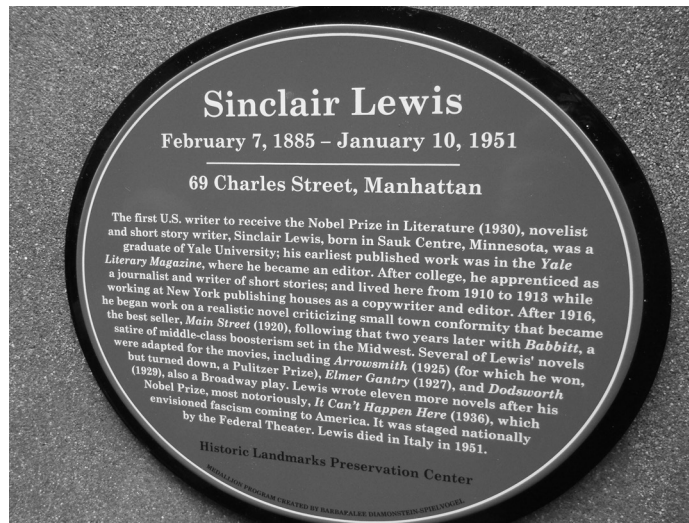 Sinclair Lewis
February 7, 1885 – January 10, 1951
69 Charles Street, Manhattan
The first U.S. writer to receive the Nobel Prize in Literature (1930), novelist
and short story writer, Sinclair Lewis, born in Sauk Centre, Minnesota, was a
graduate of Yale University; his earliest published work was in the Yale
Literary Magazine, where he became an editor. After college, he apprenticed as
a journalist and writer of short stories; and lived here from 1910 to 1913 while
working at New York publishing houses as a copywriter and editor. After 1916,
he began work on a realistic novel criticizing small town conformity that became
the best seller, Main Street (1920), following that two years later with Babbitt, a
satire of middle-class boosterism set in the Midwest. Several of Lewis' novels
were adapted for the movies, including Arrowsmith (1925) (for which he won,
but turned down, a Pulitzer Prize), Elmer Gantry (1927), and Dodsworth
(1929), also a Broadway play. Lewis wrote eleven more novels after his
Nobel Prize, most notoriously, It Can't Happen Here (1936), which
envisioned fascism coming to America. It was staged nationally
by the Federal Theater. Lewis died in Italy in 1951.
Historic Landmarks Preservation Center
MEDALLION PROGRAM CREATED BY BARBARALEE DIAMONSTEIN-SPIELVOGEL